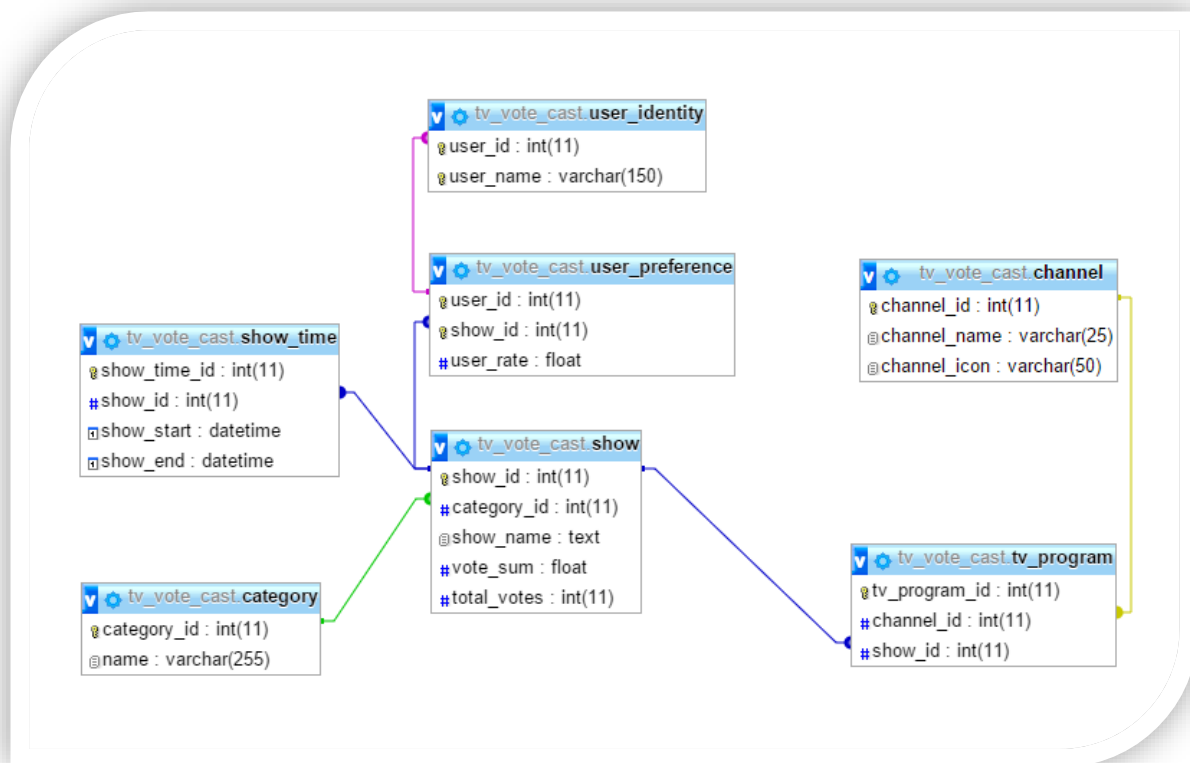 tv_vote_cast.user_identity
user_id : int(11)
user_name : varchar(150)
v tv_vote_cast.user_preference
user_id : int(11)
show_id : int(11)
#user_rate : float
v tv_vote_cast.channel
channel_id : int(11)
channel_name : varchar(25)
channel_icon : varchar(50)
v tv_vote_cast.show_time
show_time_id : int(11)
#show_id : int(11)
show_start : datetime
show_end : datetime
v tv_vote_cast.show
show_id : int(11)
#category_id : int(11)
show_name : text
#vote_sum : float
#total_votes : int(11)
v tv_vote_cast.category
category_id : int(11)
name : varchar(255)
v tv_vote_cast.tv_program
tv_program_id : int(11)
#channel_id : int(11)
#show_id : int(11)